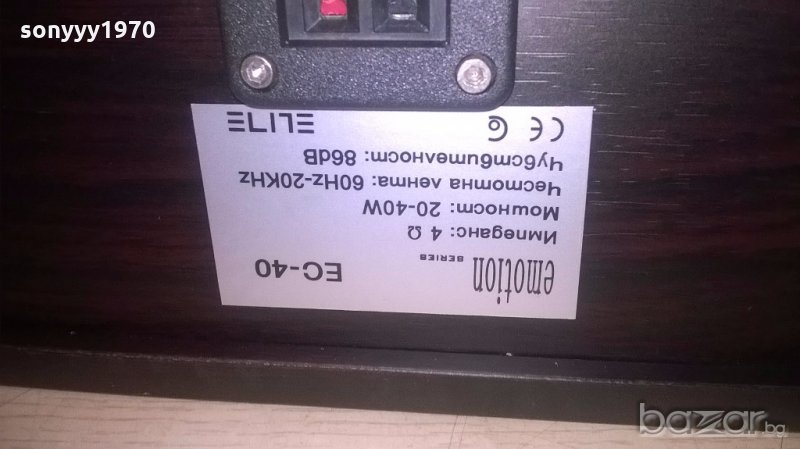 sonyyy1970
emotion
SERIES
EC-40
Импеданс: 4 Ω
Мощност: 20-40W
Честотна лента: 60Hz-20KHz
Чувствителност: 86dB
CE
ELITE
bazar.bg